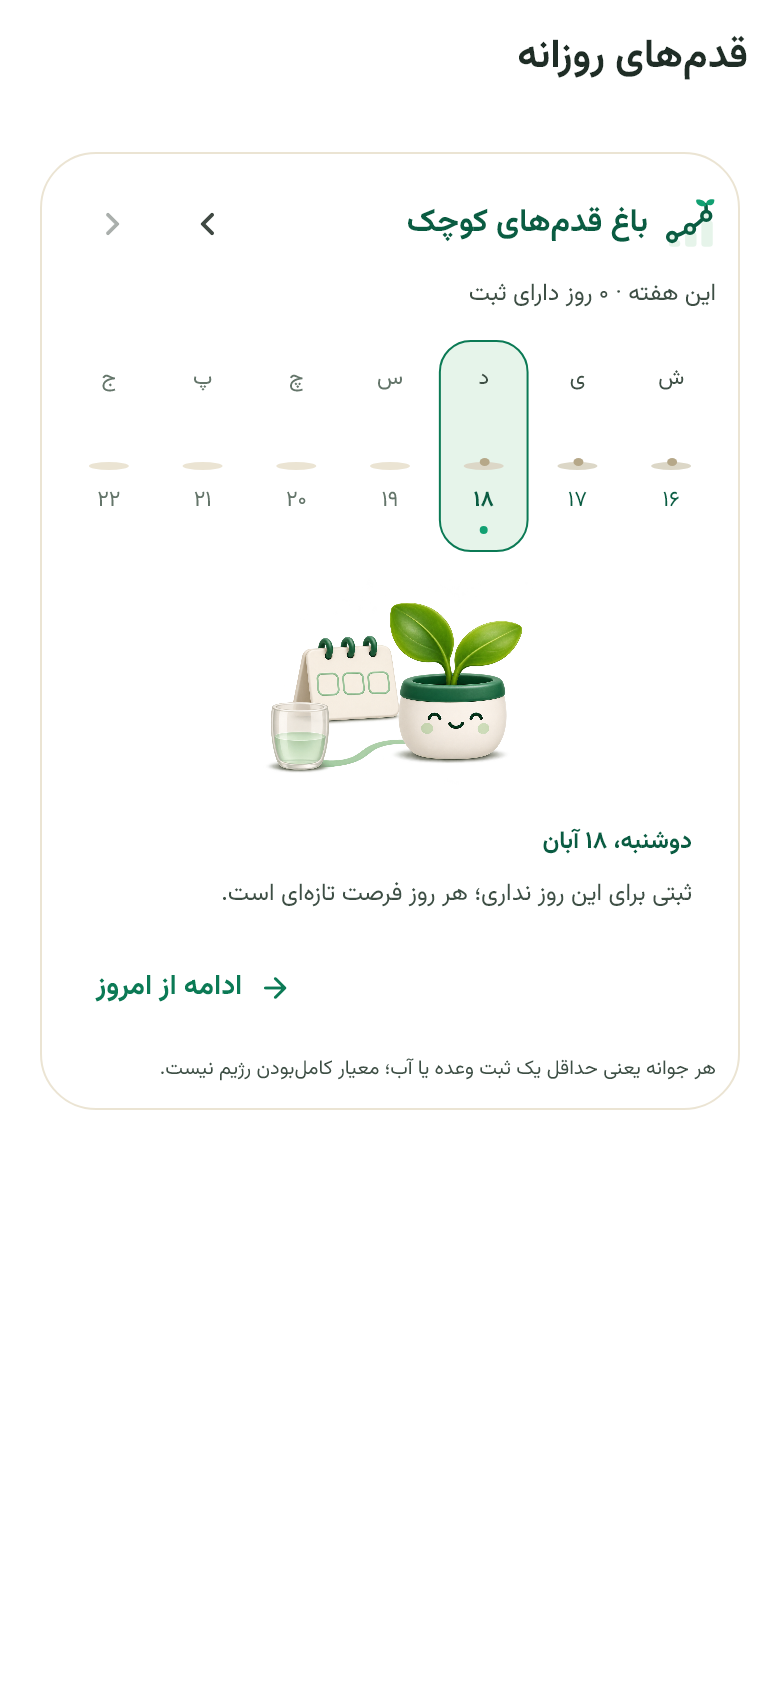 قدم‌های روزانه
باغ قدم‌های کوچک
این هفته · ۰ روز دارای ثبت
ش ی د س چ پ ج
۱۶ ۱۷ ۱۸ ۱۹ ۲۰ ۲۱ ۲۲
دوشنبه، ۱۸ آبان
ثبتی برای این روز نداری؛ هر روز فرصت تازه‌ای است.
ادامه از امروز
هر جوانه یعنی حداقل یک ثبت وعده یا آب؛ معیار کامل‌بودن رژیم نیست.